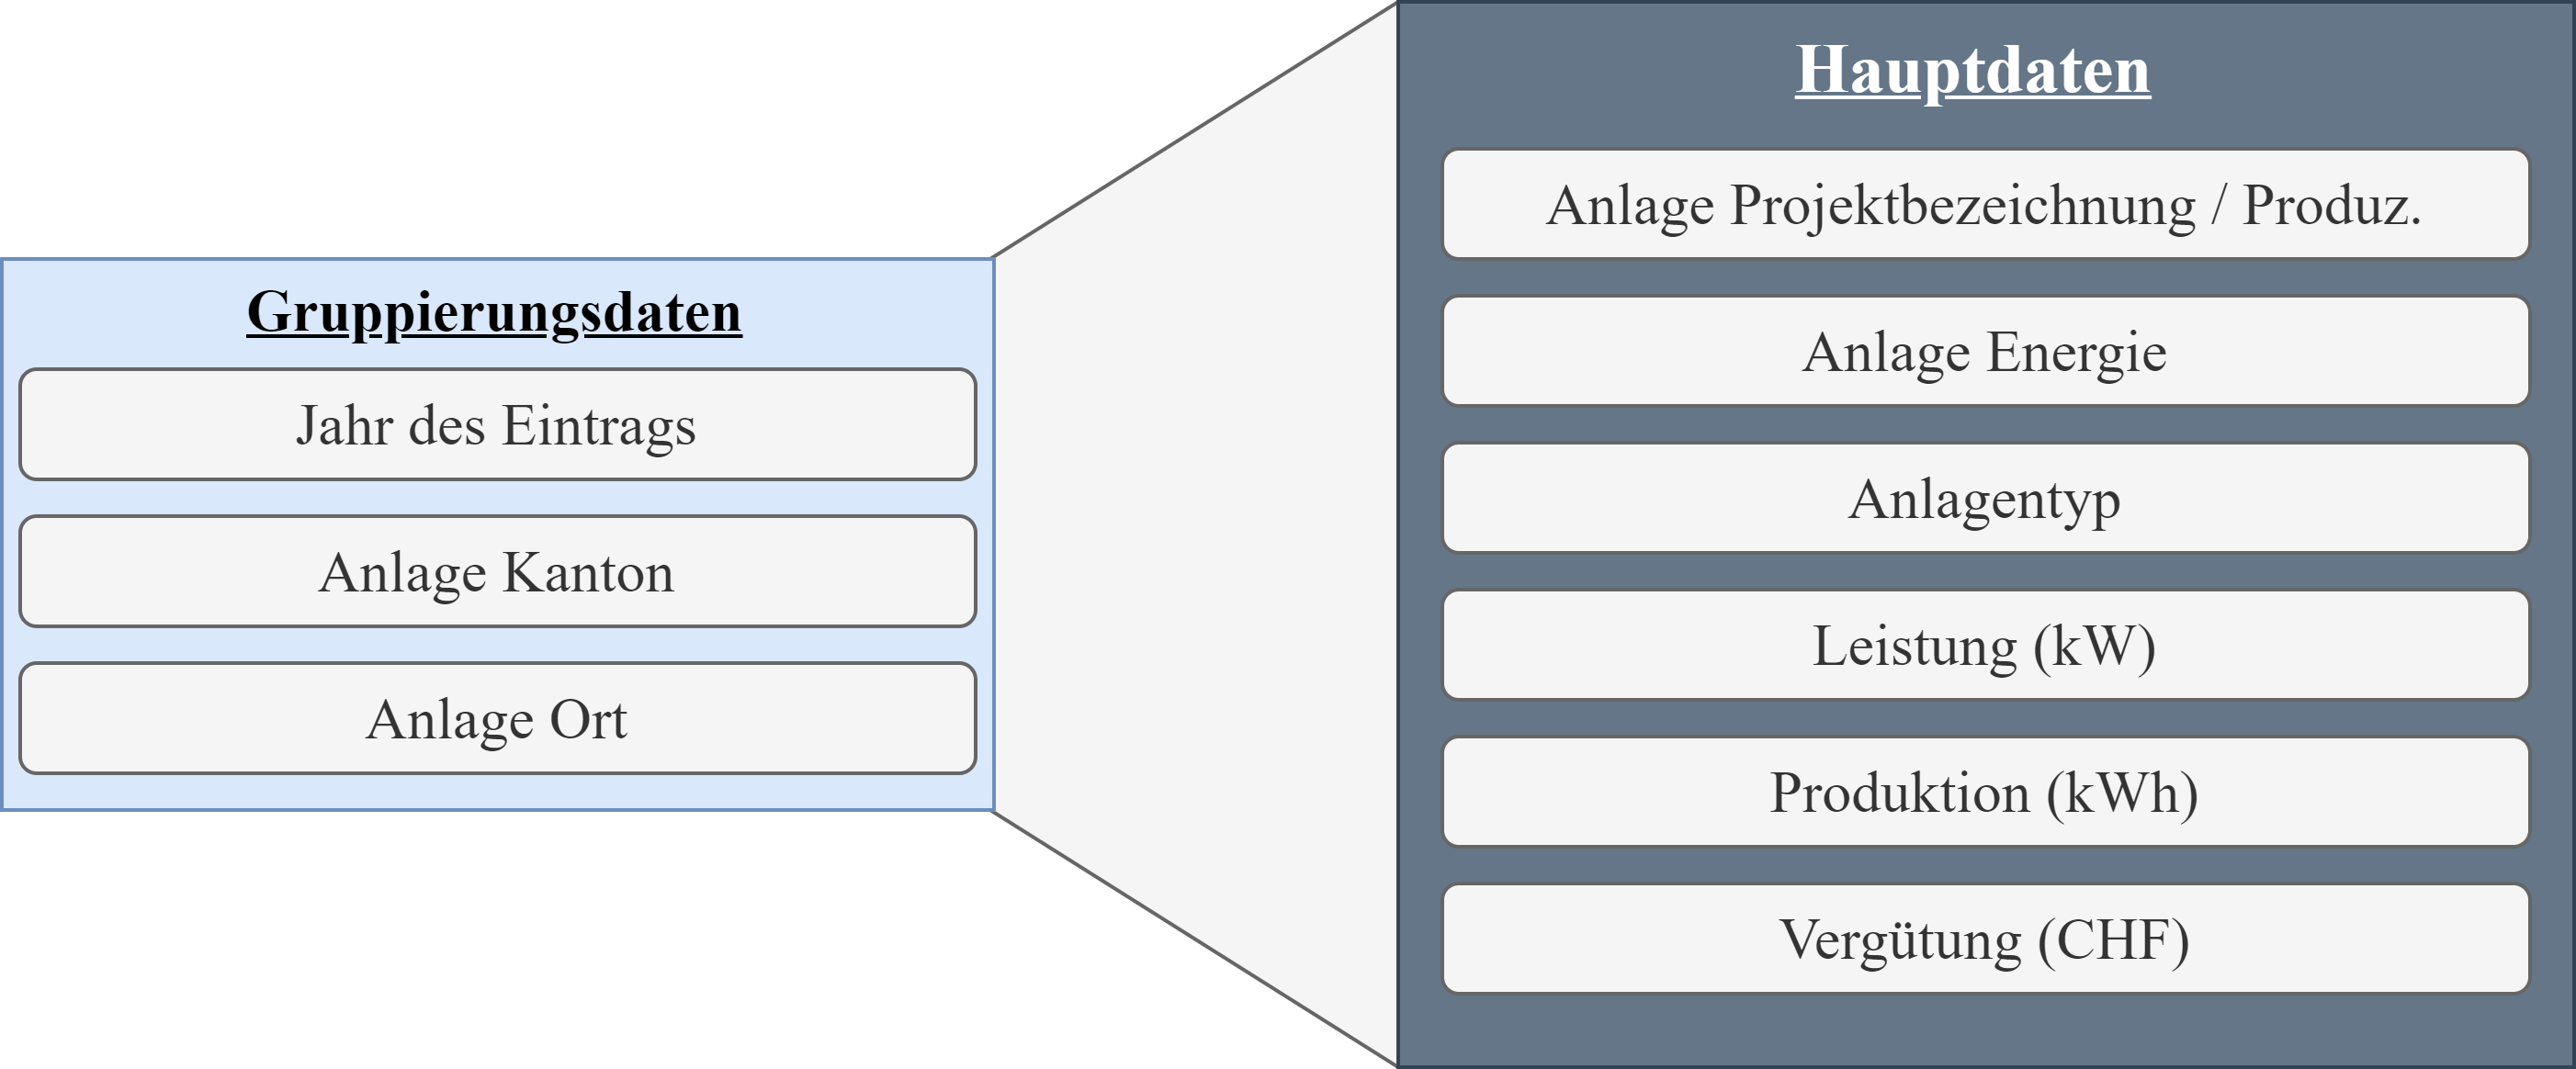 Gruppierungsdaten
Jahr des Eintrags
Anlage Kanton
Anlage Ort
Hauptdaten
Anlage Projektbezeichnung / Produz.
Anlage Energie
Anlagentyp
Leistung (kW)
Produktion (kWh)
Vergütung (CHF)